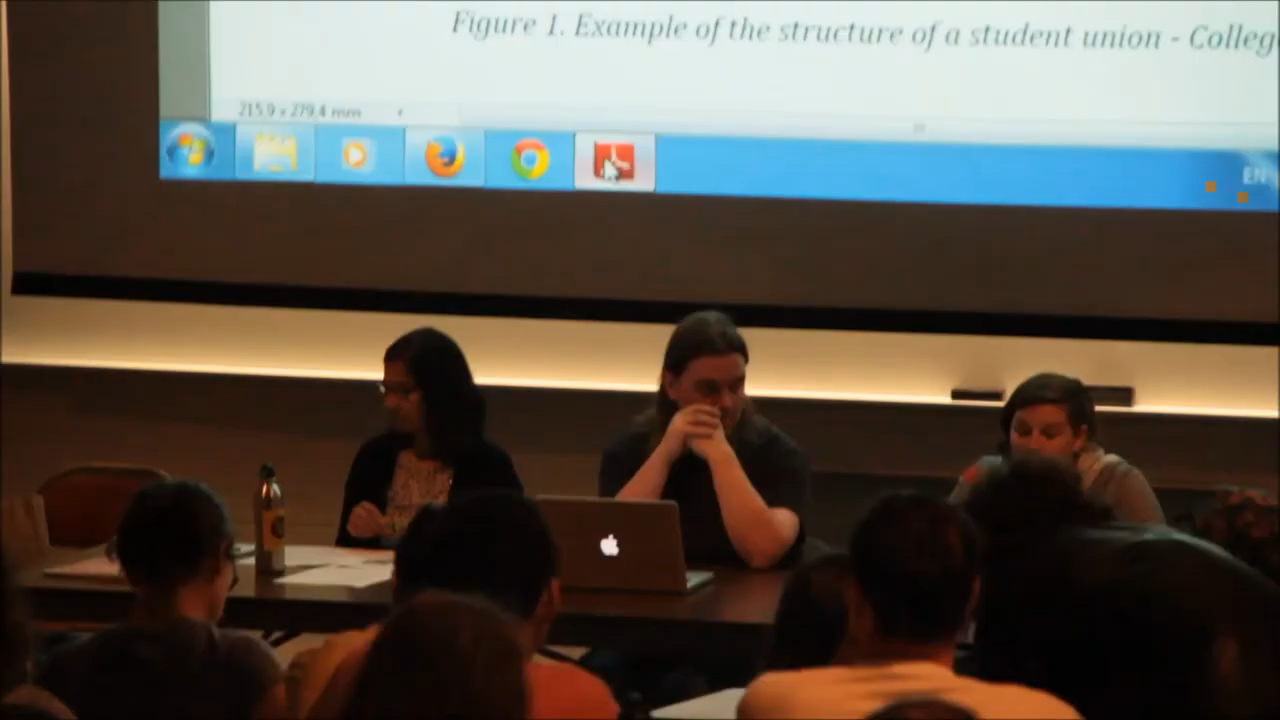 Figure 1. Example of the structure of a student union - Colleg
215.9 x 279.4 mm
EN